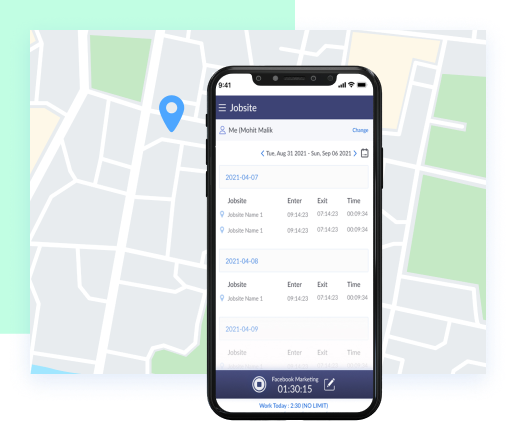 9:41
Jobsite
Me (Mohit Malik
Change
Tue, Aug 31 2021 - Sun, Sep 06 2021
2021-04-07
Jobsite Enter Exit Time
Jobsite Name 1 09:14:23 07:14:23 00:09:34
Jobsite Name 1 09:14:23 07:14:23 00:09:34
2021-04-08
Jobsite Enter Exit Time
Jobsite Name 1 09:14:23 07:14:23 00:09:34
2021-04-09
Jobsite Enter Exit Time
Facebook Marketing
01:30:15
Work Today : 2:30 (NO LIMIT)